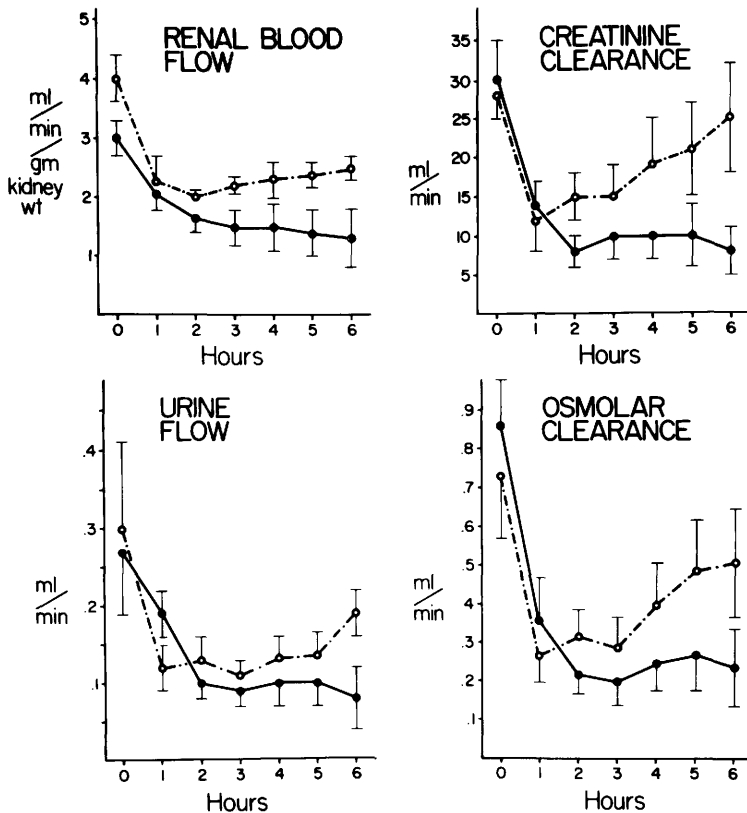 RENAL BLOOD
FLOW
5
4
3
2
1
ml
/
min
/
gm
kidney
wt
0 1 2 3 4 5 6
Hours
CREATININE
CLEARANCE
35
30
25
20
15
10
5
ml
/
min
0 1 2 3 4 5 6
Hours
URINE
FLOW
.4
.3
.2
.1
ml
/
min
0 1 2 3 4 5 6
Hours
OSMOLAR
CLEARANCE
.9
.8
.7
.6
.5
.4
.3
.2
.1
ml
/
min
0 1 2 3 4 5 6
Hours